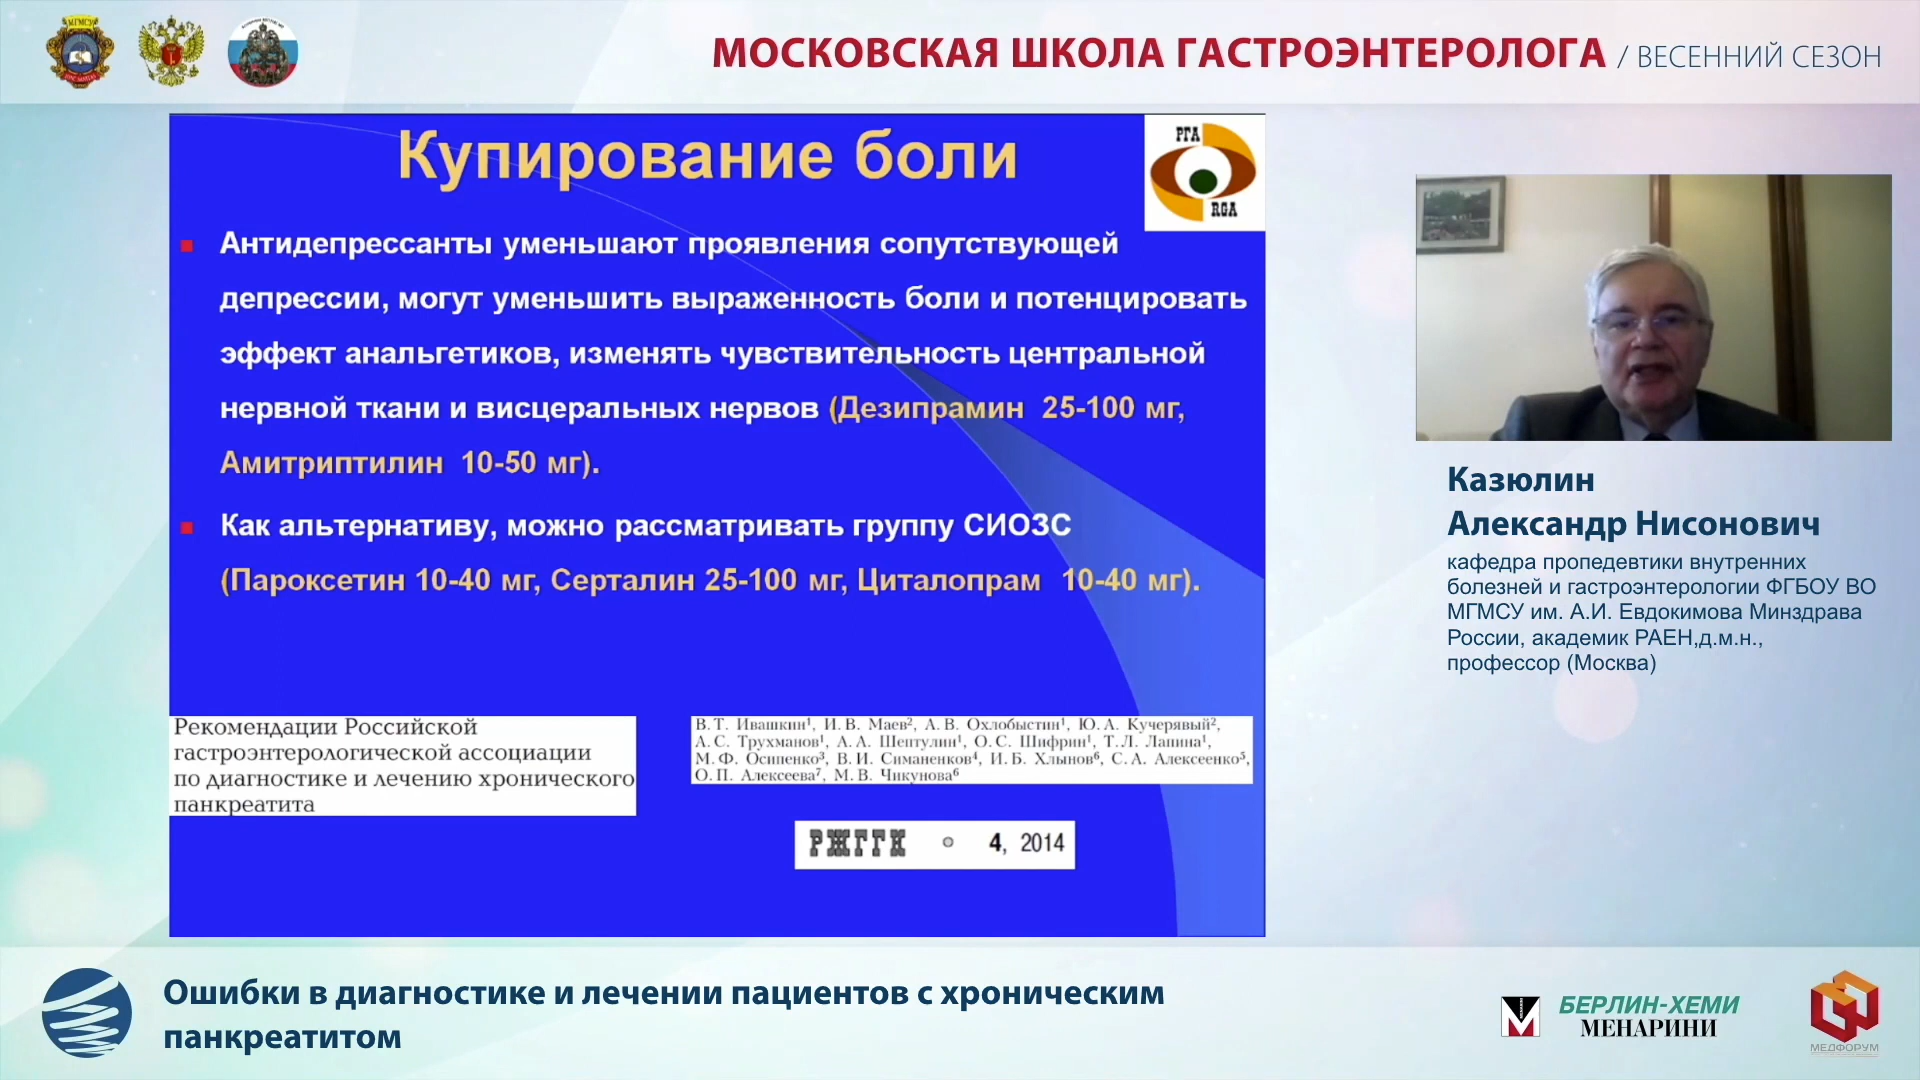 МОСКОВСКАЯ ШКОЛА ГАСТРОЭНТЕРОЛОГА / ВЕСЕННИЙ СЕЗОН
МГМСУ
Купирование боли
РГА
RGA
Антидепрессанты уменьшают проявления сопутствующей
депрессии, могут уменьшить выраженность боли и потенцировать
эффект анальгетиков, изменять чувствительность центральной
нервной ткани и висцеральных нервов (Дезипрамин 25-100 мг,
Амитриптилин 10-50 мг).
Как альтернативу, можно рассматривать группу СИОЗС
(Пароксетин 10-40 мг, Серталин 25-100 мг, Циталопрам 10-40 мг).
Рекомендации Российской
гастроэнтерологической ассоциации
по диагностике и лечению хронического
панкреатита
В. Т. Ивашкин¹, И. В. Маев², А. В. Охлобыстин¹, Ю. А. Кучерявый²,
А. С. Трухманов¹, А. А. Шептулин¹, О. С. Шифрин¹, Т. Л. Лапина¹,
М. Ф. Осипенко³, В. И. Симаненков⁴, И. Б. Хлынов⁶, С. А. Алексеенко⁵,
О. П. Алексеева⁷, М. В. Чикунова⁶
РЖГГК 4, 2014
Казюлин
Александр Нисонович
кафедра пропедевтики внутренних
болезней и гастроэнтерологии ФГБОУ ВО
МГМСУ им. А.И. Евдокимова Минздрава
России, академик РАЕН,д.м.н.,
профессор (Москва)
Ошибки в диагностике и лечении пациентов с хроническим
панкреатитом
БЕРЛИН-ХЕМИ
МЕНАРИНИ
МЕДФОРУМ